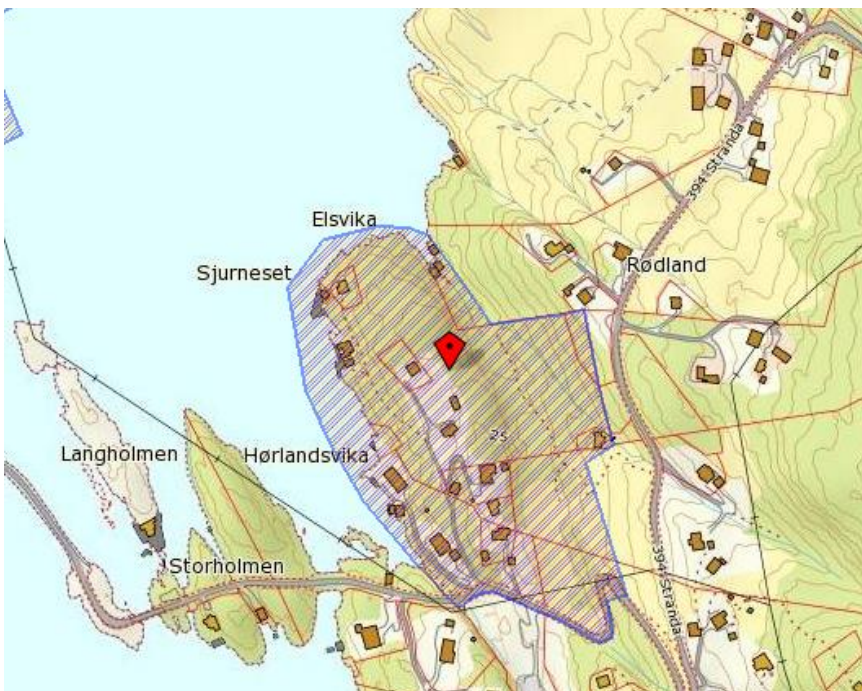 394 Stranda
Elsvika
Sjurneset
Rødland
25
Langholmen
Hørlandsvika
Storholmen
394 Stranda